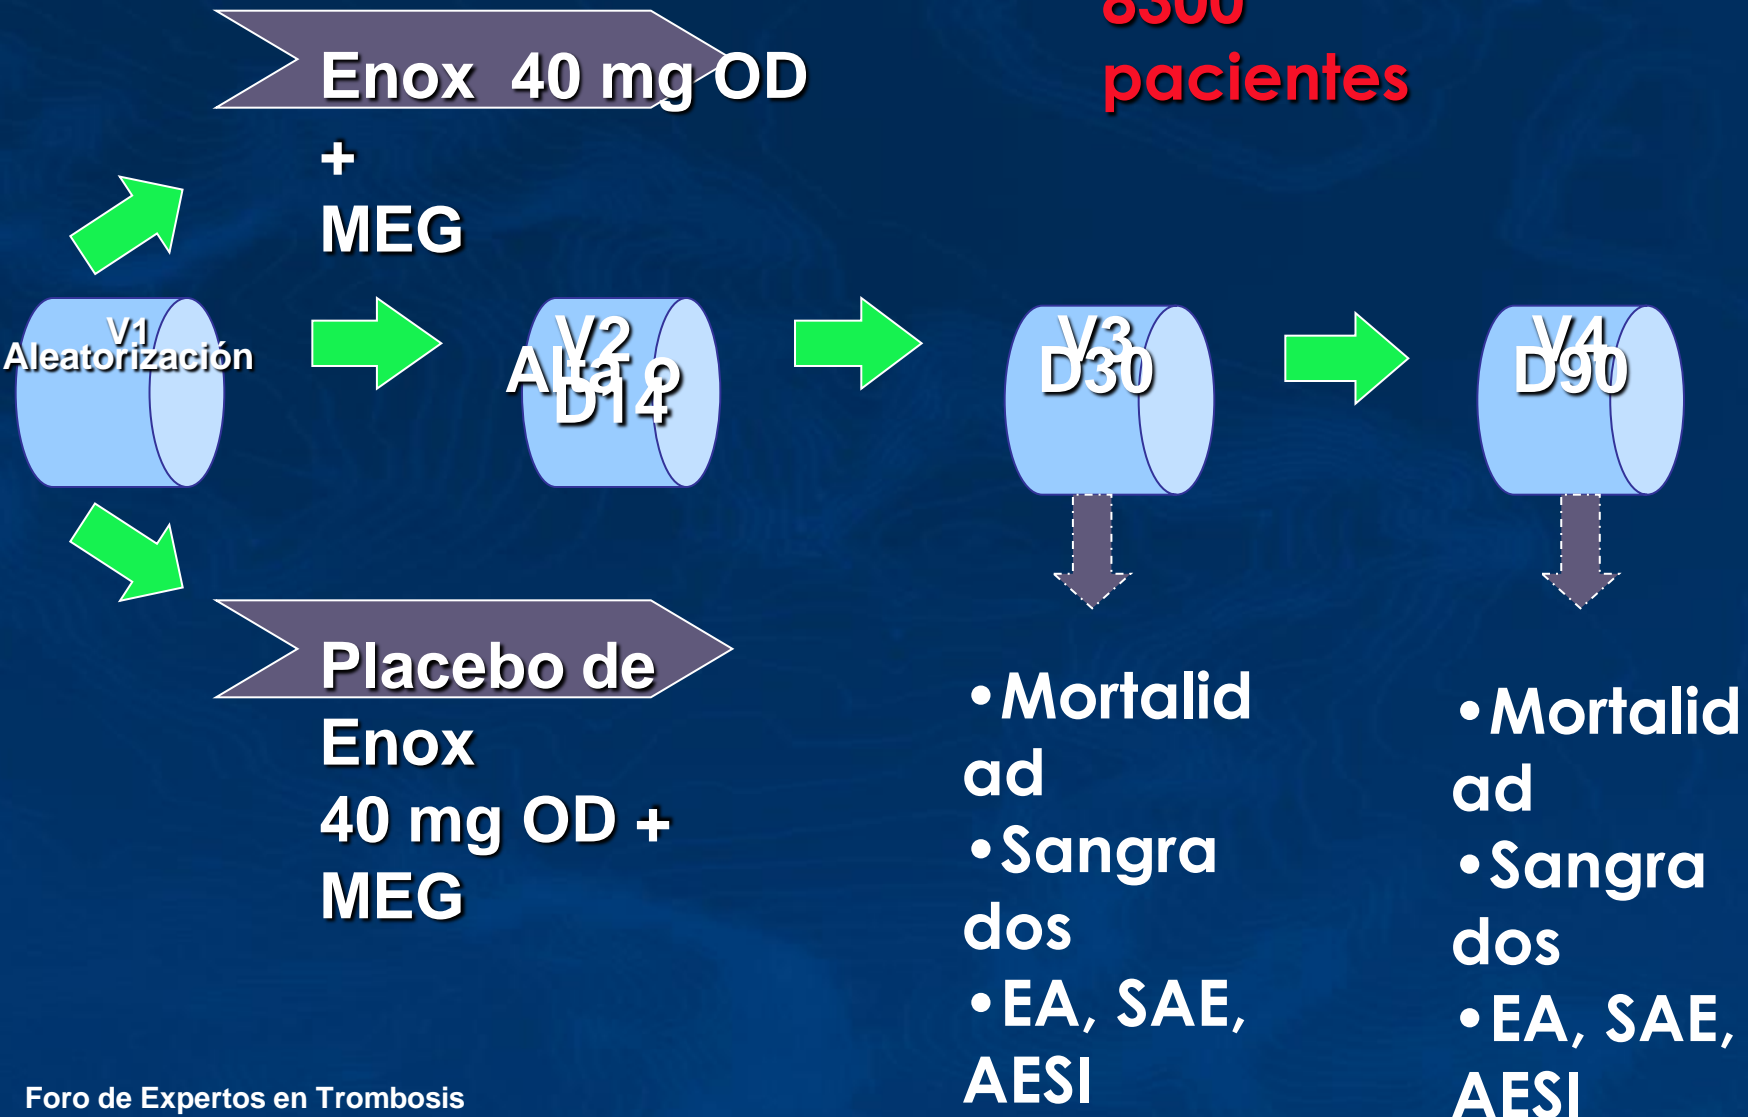 8300
pacientes
Enox 40 mg OD
+
MEG
V1
Aleatorización
V2
Alta o
D14
V3
D30
V4
D90
Placebo de
Enox
40 mg OD +
MEG
•Mortalid
ad
•Sangra
dos
•EA, SAE,
AESI
•Mortalid
ad
•Sangra
dos
•EA, SAE,
AESI
Foro de Expertos en Trombosis